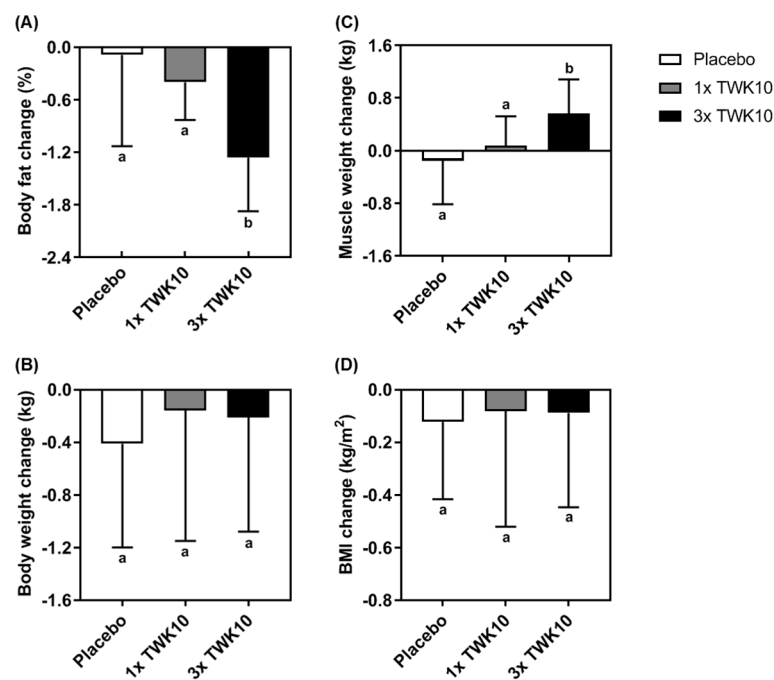 (A)
Body fat change (%)
0.0
-0.6
-1.2
-1.8
-2.4
a
a
b
Placebo
1x TWK10
3x TWK10
(C)
Muscle weight change (kg)
1.6
0.8
0.0
-0.8
-1.6
a
a
b
Placebo
1x TWK10
3x TWK10
Placebo
1x TWK10
3x TWK10
(B)
Body weight change (kg)
0.0
-0.4
-0.8
-1.2
-1.6
a
a
a
Placebo
1x TWK10
3x TWK10
(D)
BMI change (kg/m²)
0.0
-0.2
-0.4
-0.6
-0.8
a
a
a
Placebo
1x TWK10
3x TWK10